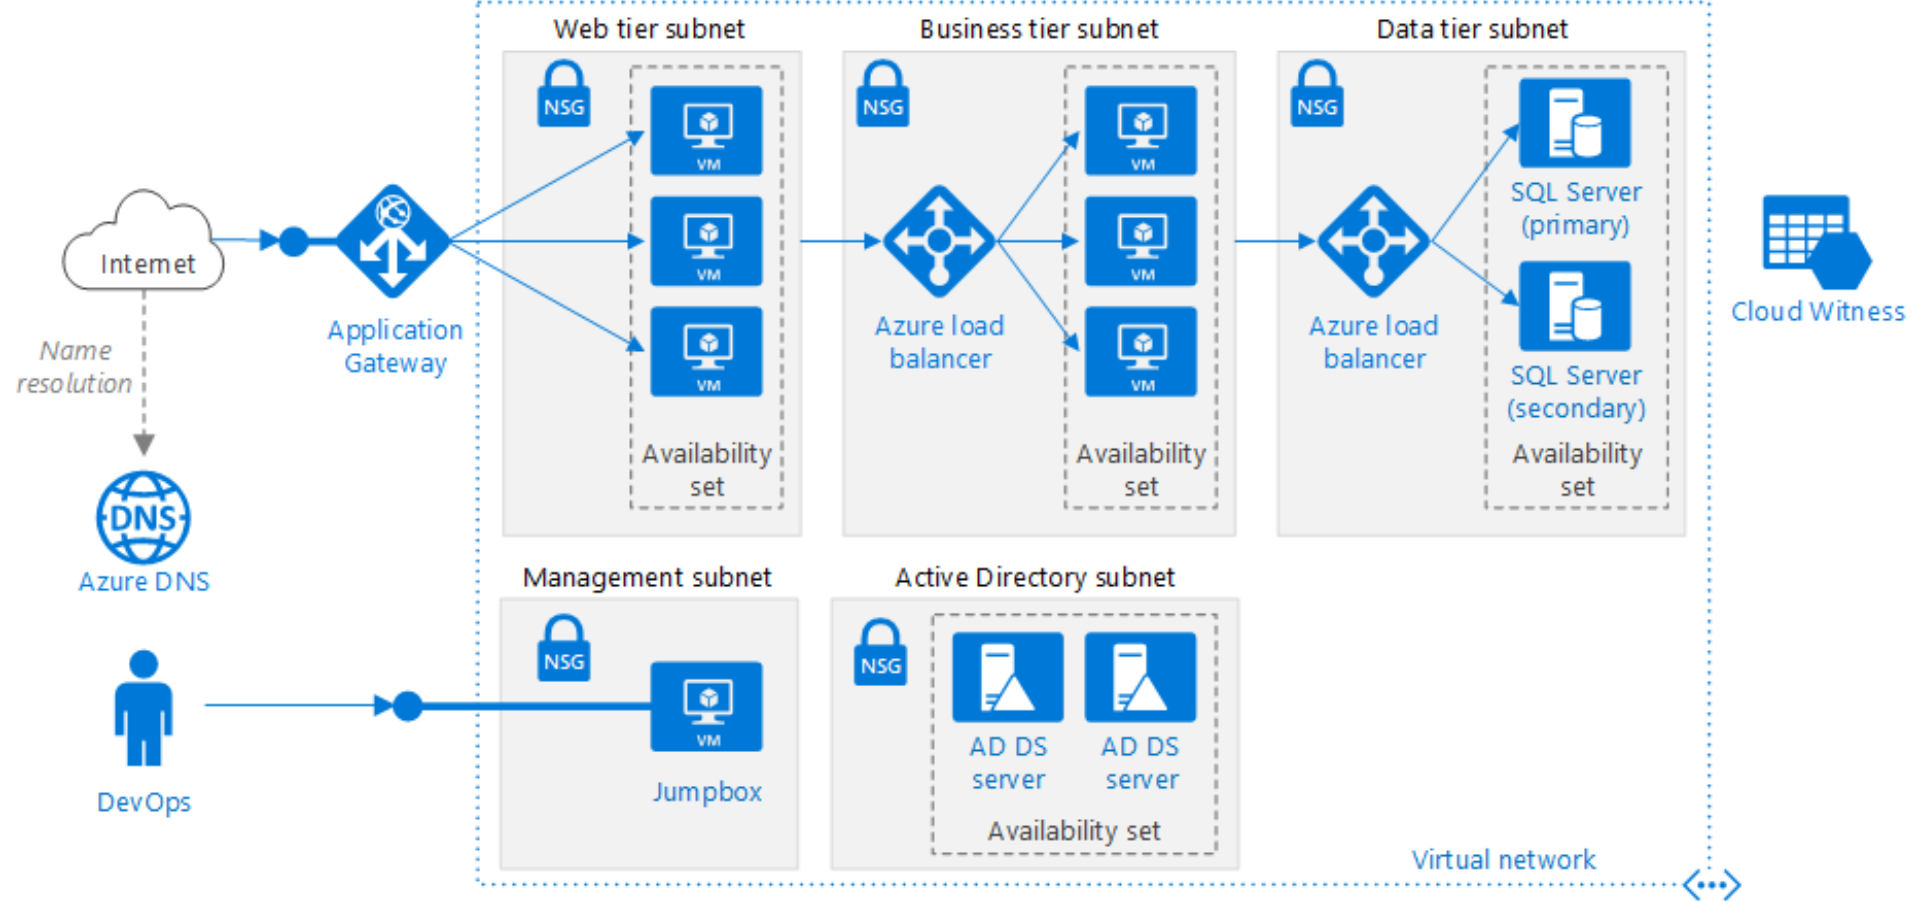 Web tier subnet
Business tier subnet
Data tier subnet
NSG
NSG
NSG
VM
VM
VM
VM
VM
VM
SQL Server
(primary)
SQL Server
(secondary)
Internet
Application
Gateway
Azure load
balancer
Azure load
balancer
Cloud Witness
Name
resolution
Availability
set
Availability
set
Availability
set
DNS
Azure DNS
Management subnet
Active Directory subnet
NSG
NSG
VM
Jumpbox
AD DS
server
AD DS
server
Availability set
DevOps
Virtual network